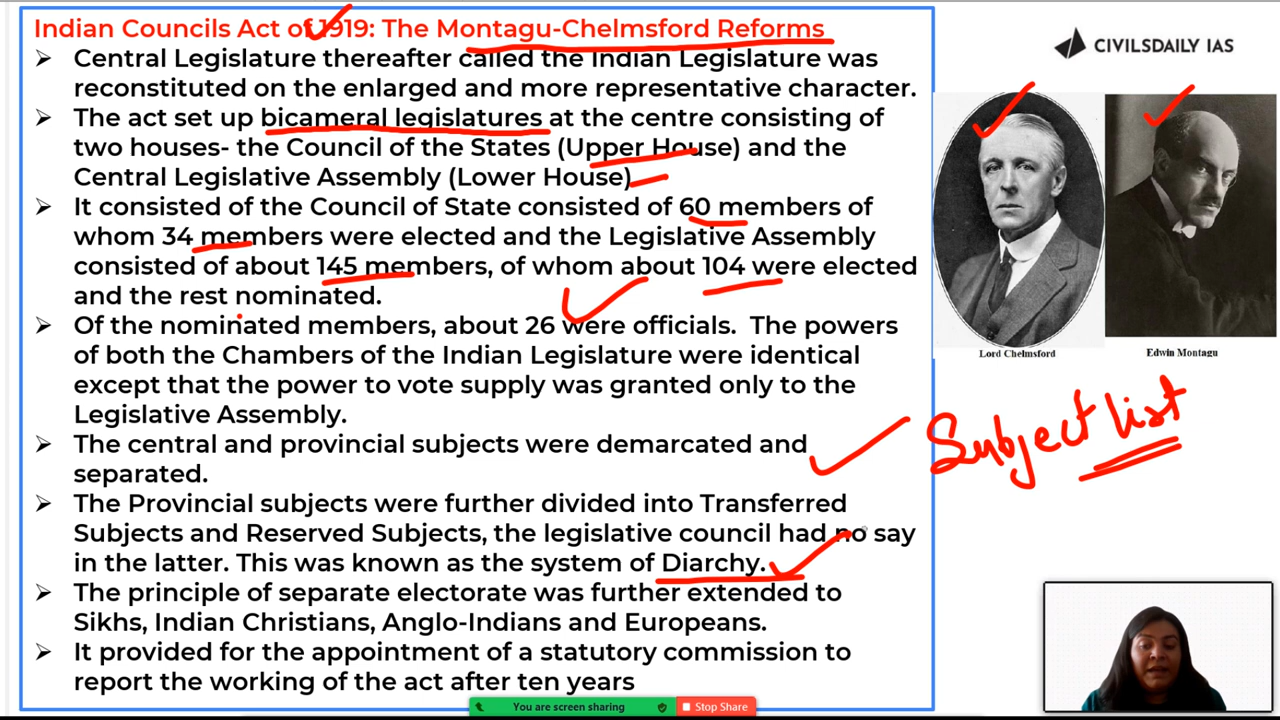 Indian Councils Act of 1919: The Montagu-Chelmsford Reforms
➢ Central Legislature thereafter called the Indian Legislature was
reconstituted on the enlarged and more representative character.
➢ The act set up bicameral legislatures at the centre consisting of
two houses- the Council of the States (Upper House) and the
Central Legislative Assembly (Lower House)
➢ It consisted of the Council of State consisted of 60 members of
whom 34 members were elected and the Legislative Assembly
consisted of about 145 members, of whom about 104 were elected
and the rest nominated.
➢ Of the nominated members, about 26 were officials. The powers
of both the Chambers of the Indian Legislature were identical
except that the power to vote supply was granted only to the
Legislative Assembly.
➢ The central and provincial subjects were demarcated and
separated.
➢ The Provincial subjects were further divided into Transferred
Subjects and Reserved Subjects, the legislative council had no say
in the latter. This was known as the system of Diarchy.
➢ The principle of separate electorate was further extended to
Sikhs, Indian Christians, Anglo-Indians and Europeans.
➢ It provided for the appointment of a statutory commission to
report the working of the act after ten years
CIVILSDAILY IAS
Lord Chelmsford
Edwin Montagu
Subject list
You are screen sharing
Stop Share